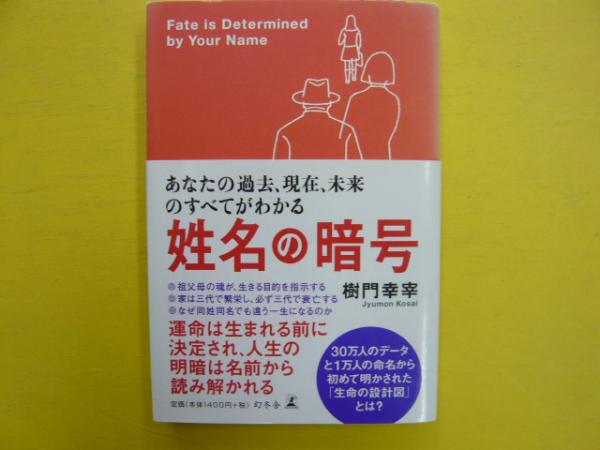 Fate is Determined
by Your Name
あなたの過去、現在、未来
のすべてがわかる
姓名の暗号
◎祖父母の魂が、生きる目的を指示する
◎家は三代で繁栄し、必ず三代で衰亡する
◎なぜ同姓同名でも違う一生になるのか
樹門幸宰
Jyumon Kosai
運命は生まれる前に
決定され、人生の
明暗は名前から
読み解かれる
30万人のデータ
と1万人の命名から
初めて明かされた
「生命の設計図」
とは?
定価(本体1400円+税) 幻冬舎